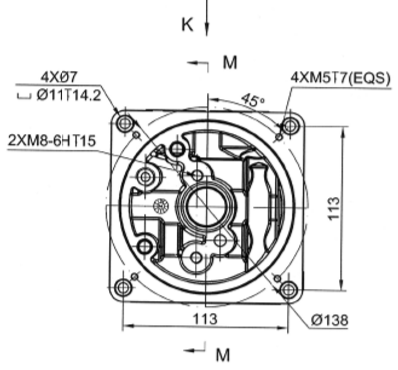 K
M
4XØ7
⌴ Ø11T14.2
45°
4XM5T7(EQS)
2XM8-6HT15
113
113
Ø138
M